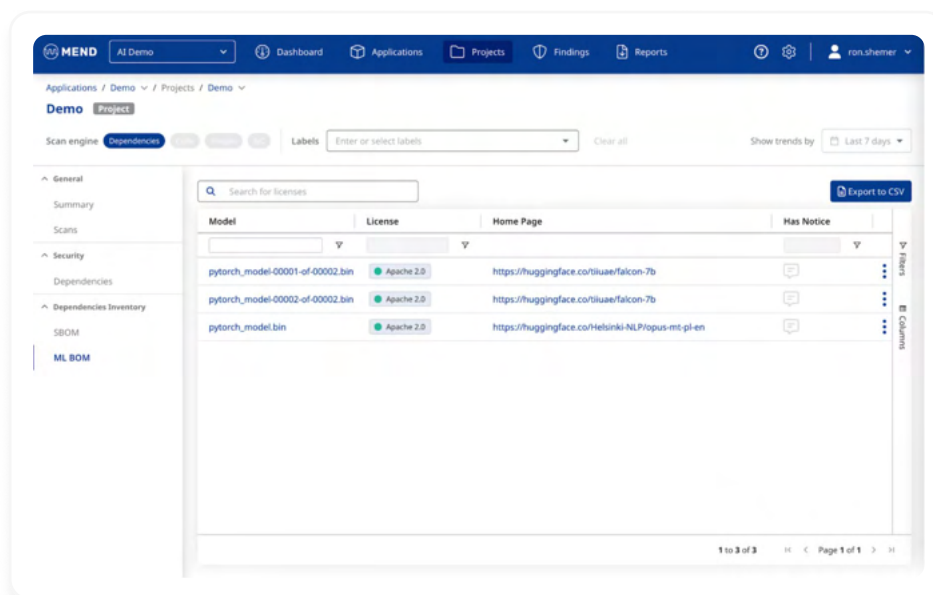 MEND AI Demo Dashboard Applications Projects Findings Reports ron.shemer
Applications / Demo / Projects / Demo
Demo Project
Scan engine Dependencies Labels Enter or select labels Clear all Show trends by Last 7 days
General
Summary
Scans
Security
Dependencies
Dependencies Inventory
SBOM
ML BOM
Search for licenses Export to CSV
Model License Home Page Has Notice
pytorch_model-00001-of-00002.bin Apache 2.0 https://huggingface.co/tiiuae/falcon-7b
pytorch_model-00002-of-00002.bin Apache 2.0 https://huggingface.co/tiiuae/falcon-7b
pytorch_model.bin Apache 2.0 https://huggingface.co/Helsinki-NLP/opus-mt-pl-en
Filters
Columns
1 to 3 of 3 Page 1 of 1